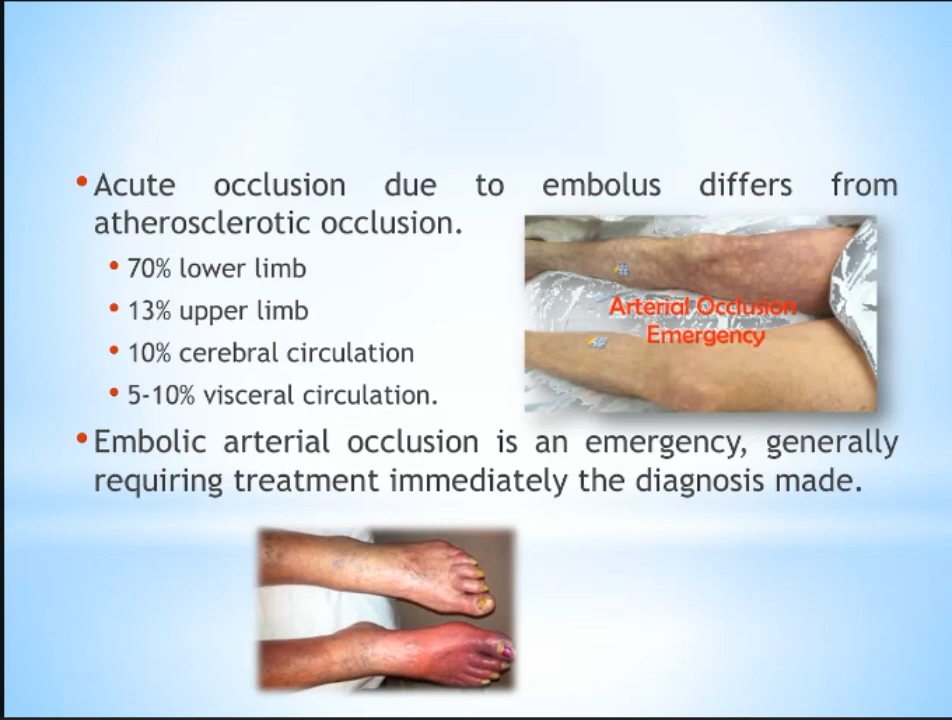 •Acute occlusion due to embolus differs from
atherosclerotic occlusion.
• 70% lower limb
• 13% upper limb
• 10% cerebral circulation
• 5-10% visceral circulation.
Arterial Occlusion
Emergency
•Embolic arterial occlusion is an emergency, generally
requiring treatment immediately the diagnosis made.